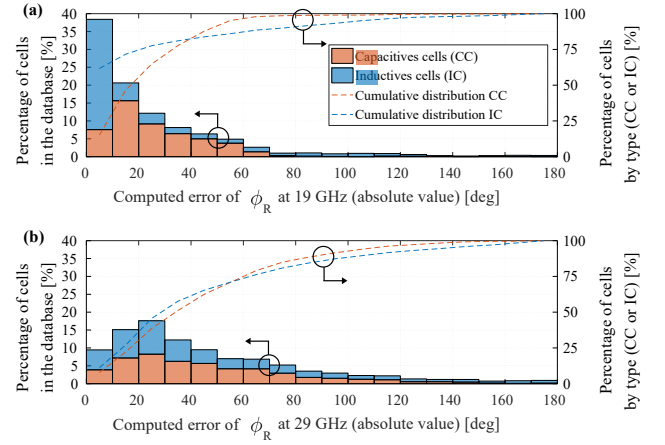 (a)
40
35
30
25
20
15
10
5
0
Percentage of cells
in the database [%]
100
75
50
25
0
Percentage of cells
by type (CC or IC) [%]
Capacitives cells (CC)
Inductives cells (IC)
Cumulative distribution CC
Cumulative distribution IC
0 20 40 60 80 100 120 140 160 180
Computed error of ϕR at 19 GHz (absolute value) [deg]
(b)
40
35
30
25
20
15
10
5
0
Percentage of cells
in the database [%]
100
75
50
25
0
Percentage of cells
by type (CC or IC) [%]
0 20 40 60 80 100 120 140 160 180
Computed error of ϕR at 29 GHz (absolute value) [deg]